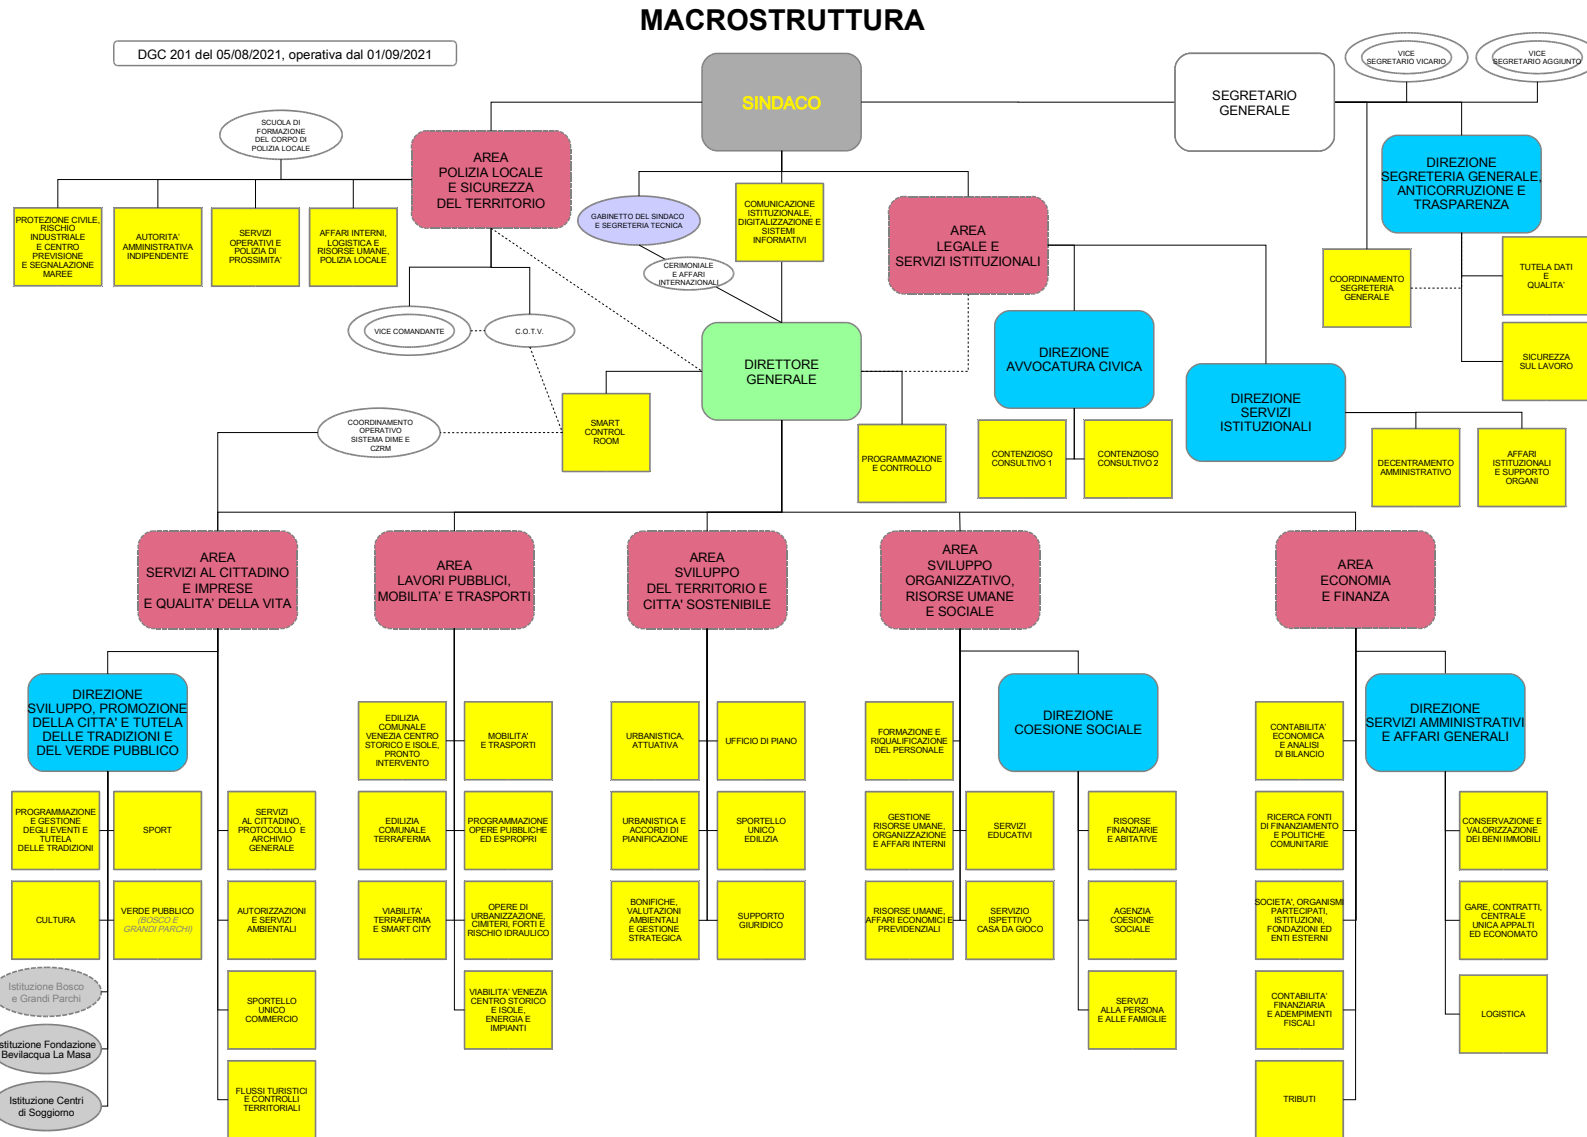 MACROSTRUTTURA
DGC 201 del 05/08/2021, operativa dal 01/09/2021
SINDACO
SEGRETARIO
GENERALE
VICE
SEGRETARIO VICARIO
VICE
SEGRETARIO AGGIUNTO
SCUOLA DI
FORMAZIONE
DEL CORPO DI
POLIZIA LOCALE
AREA
POLIZIA LOCALE
E SICUREZZA
DEL TERRITORIO
DIREZIONE
SEGRETERIA GENERALE,
ANTICORRUZIONE E
TRASPARENZA
PROTEZIONE CIVILE,
RISCHIO
INDUSTRIALE
E CENTRO
PREVISIONE
E SEGNALAZIONE
MAREE
AUTORITA'
AMMINISTRATIVA
INDIPENDENTE
SERVIZI
OPERATIVI E
POLIZIA DI
PROSSIMITA'
AFFARI INTERNI,
LOGISTICA E
RISORSE UMANE,
POLIZIA LOCALE
GABINETTO DEL SINDACO
E SEGRETERIA TECNICA
COMUNICAZIONE
ISTITUZIONALE,
DIGITALIZZAZIONE E
SISTEMI
INFORMATIVI
AREA
LEGALE E
SERVIZI ISTITUZIONALI
CERIMONIALE
E AFFARI
INTERNAZIONALI
COORDINAMENTO
SEGRETERIA
GENERALE
TUTELA DATI
E
QUALITA'
VICE COMANDANTE
C.O.T.V.
DIRETTORE
GENERALE
DIREZIONE
AVVOCATURA CIVICA
SICUREZZA
SUL LAVORO
DIREZIONE
SERVIZI
ISTITUZIONALI
COORDINAMENTO
OPERATIVO
SISTEMA DIME E
CZRM
SMART
CONTROL
ROOM
PROGRAMMAZIONE
E CONTROLLO
CONTENZIOSO
CONSULTIVO 1
CONTENZIOSO
CONSULTIVO 2
DECENTRAMENTO
AMMINISTRATIVO
AFFARI
ISTITUZIONALI
E SUPPORTO
ORGANI
AREA
SERVIZI AL CITTADINO
E IMPRESE
E QUALITA' DELLA VITA
AREA
LAVORI PUBBLICI,
MOBILITA' E TRASPORTI
AREA
SVILUPPO
DEL TERRITORIO E
CITTA' SOSTENIBILE
AREA
SVILUPPO
ORGANIZZATIVO,
RISORSE UMANE
E SOCIALE
AREA
ECONOMIA
E FINANZA
DIREZIONE
SVILUPPO, PROMOZIONE
DELLA CITTA' E TUTELA
DELLE TRADIZIONI E
DEL VERDE PUBBLICO
EDILIZIA
COMUNALE
VENEZIA CENTRO
STORICO E ISOLE,
PRONTO
INTERVENTO
MOBILITA'
E TRASPORTI
URBANISTICA,
ATTUATIVA
UFFICIO DI PIANO
FORMAZIONE E
RIQUALIFICAZIONE
DEL PERSONALE
DIREZIONE
COESIONE SOCIALE
CONTABILITA'
ECONOMICA
E ANALISI
DI BILANCIO
DIREZIONE
SERVIZI AMMINISTRATIVI
E AFFARI GENERALI
PROGRAMMAZIONE
E GESTIONE
DEGLI EVENTI E
TUTELA
DELLE TRADIZIONI
SPORT
SERVIZI
AL CITTADINO,
PROTOCOLLO E
ARCHIVIO
GENERALE
EDILIZIA
COMUNALE
TERRAFERMA
PROGRAMMAZIONE
OPERE PUBBLICHE
ED ESPROPRI
URBANISTICA E
ACCORDI DI
PIANIFICAZIONE
SPORTELLO
UNICO
EDILIZIA
GESTIONE
RISORSE UMANE,
ORGANIZZAZIONE
E AFFARI INTERNI
SERVIZI
EDUCATIVI
RISORSE
FINANZIARIE
E ABITATIVE
RICERCA FONTI
DI FINANZIAMENTO
E POLITICHE
COMUNITARIE
CONSERVAZIONE E
VALORIZZAZIONE
DEI BENI IMMOBILI
CULTURA
VERDE PUBBLICO
(BOSCO E
GRANDI PARCHI)
AUTORIZZAZIONI
E SERVIZI
AMBIENTALI
VIABILITA'
TERRAFERMA
E SMART CITY
OPERE DI
URBANIZZAZIONE,
CIMITERI, FORTI E
RISCHIO IDRAULICO
BONIFICHE,
VALUTAZIONI
AMBIENTALI
E GESTIONE
STRATEGICA
SUPPORTO
GIURIDICO
RISORSE UMANE,
AFFARI ECONOMICI E
PREVIDENZIALI
SERVIZIO
ISPETTIVO
CASA DA GIOCO
AGENZIA
COESIONE
SOCIALE
SOCIETA', ORGANISMI
PARTECIPATI,
ISTITUZIONI,
FONDAZIONI ED
ENTI ESTERNI
GARE, CONTRATTI,
CENTRALE
UNICA APPALTI
ED ECONOMATO
Istituzione Bosco
e Grandi Parchi
SPORTELLO
UNICO
COMMERCIO
VIABILITA' VENEZIA
CENTRO STORICO
E ISOLE,
ENERGIA E
IMPIANTI
SERVIZI
ALLA PERSONA
E ALLE FAMIGLIE
CONTABILITA'
FINANZIARIA
E ADEMPIMENTI
FISCALI
LOGISTICA
Istituzione Fondazione
Bevilacqua La Masa
Istituzione Centri
di Soggiorno
FLUSSI TURISTICI
E CONTROLLI
TERRITORIALI
TRIBUTI